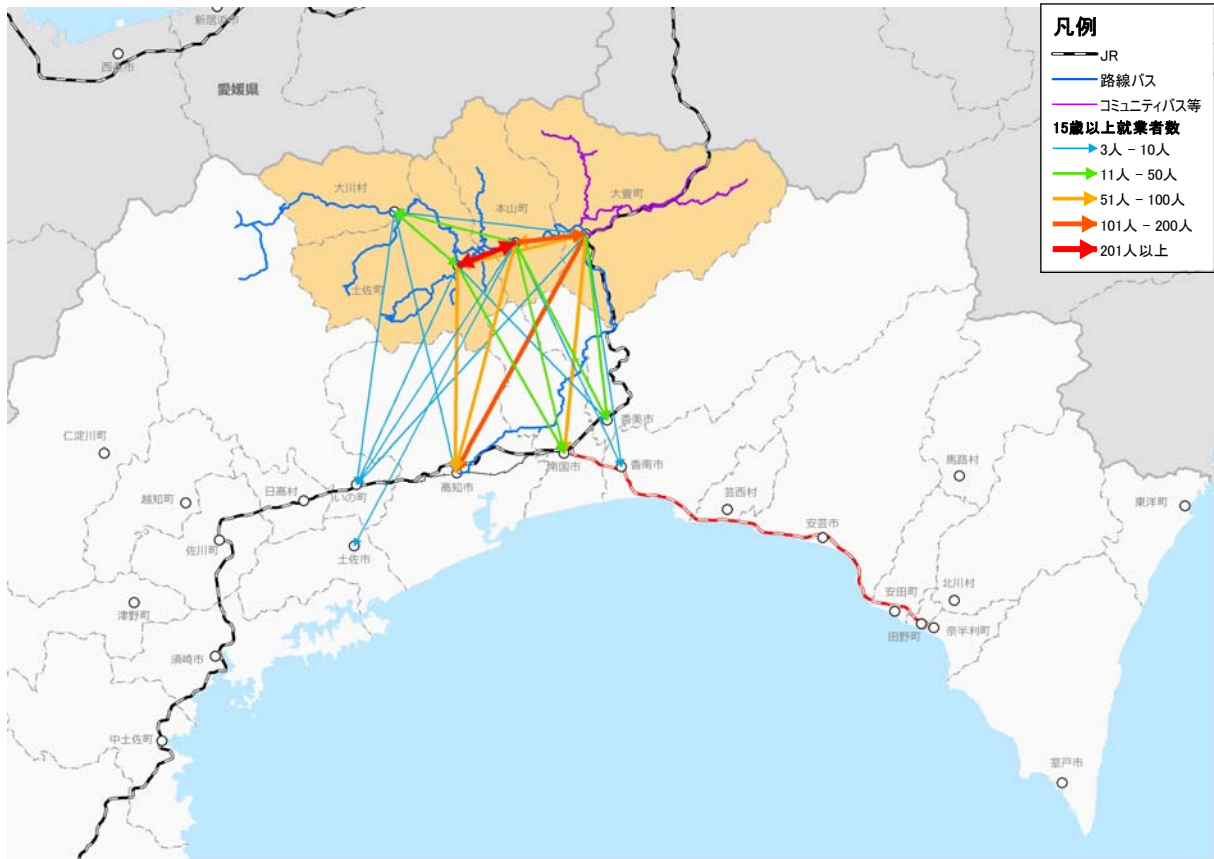 新居浜市
西条市
愛媛県
凡例
JR
路線バス
コミュニティバス等
15歳以上就業者数
3人 - 10人
11人 - 50人
51人 - 100人
101人 - 200人
201人以上
大川村
本山町
大豊町
土佐町
仁淀川町
香美市
越知町
日高村
いの町
高知市
南国市
香南市
馬路村
芸西村
東洋町
佐川町
土佐市
安芸市
津野町
安田町
北川村
田野町
奈半利町
須崎市
中土佐町
室戸市